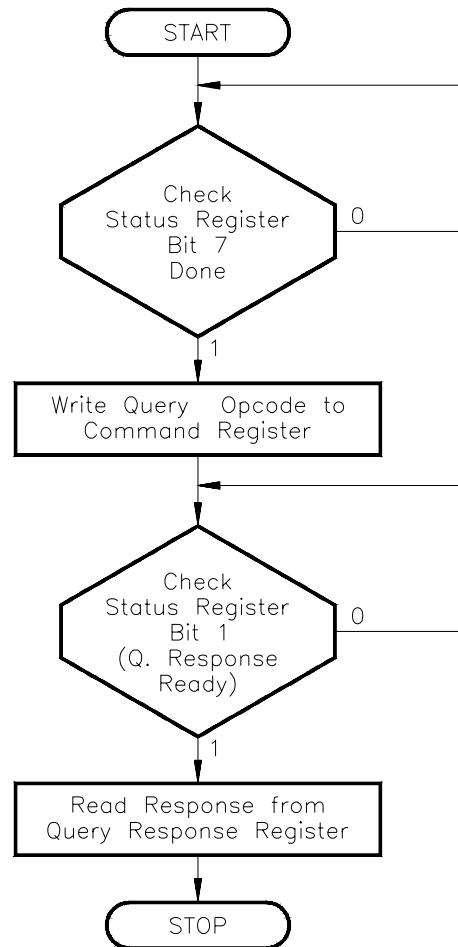 START
Check
Status Register
Bit 7
Done
0
1
Write Query Opcode to
Command Register
Check
Status Register
Bit 1
(Q. Response
Ready)
0
1
Read Response from
Query Response Register
STOP